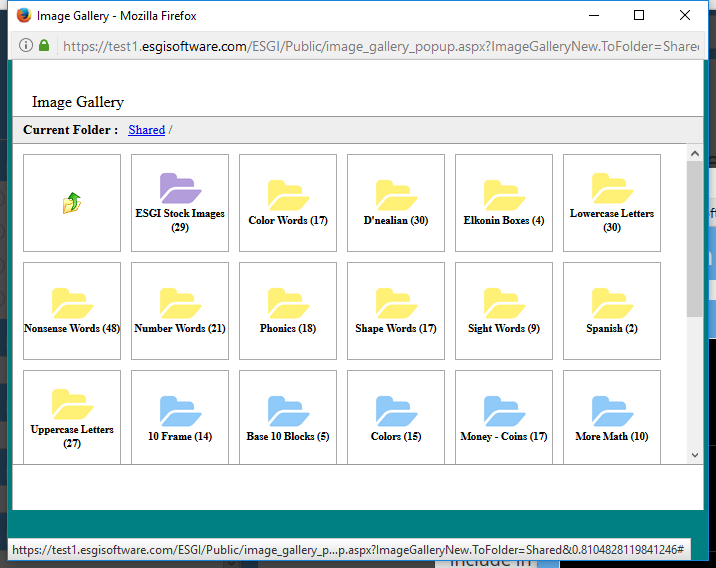 Image Gallery - Mozilla Firefox
https://test1.esgisoftware.com/ESGI/Public/image_gallery_popup.aspx?ImageGalleryNew.ToFolder=Shared
Image Gallery
Current Folder : Shared /
ESGI Stock Images
(29)
Color Words (17)
D'nealian (30)
Elkonin Boxes (4)
Lowercase Letters
(30)
Nonsense Words (48)
Number Words (21)
Phonics (18)
Shape Words (17)
Sight Words (9)
Spanish (2)
Uppercase Letters
(27)
10 Frame (14)
Base 10 Blocks (5)
Colors (15)
Money - Coins (17)
More Math (10)
https://test1.esgisoftware.com/ESGI/Public/image_gallery_p...p.aspx?ImageGalleryNew.ToFolder=Shared&0.8104828119841246#
include in